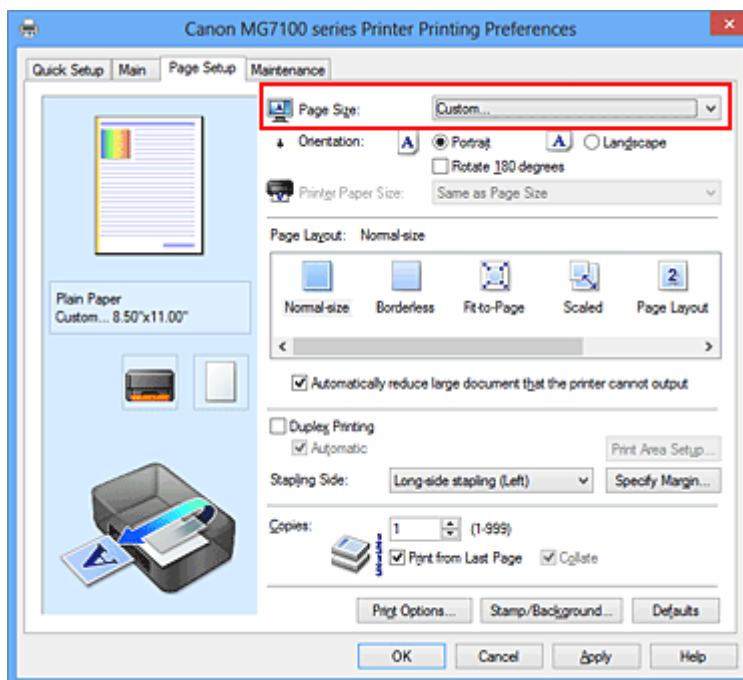 Canon MG7100 series Printer Printing Preferences
Quick Setup Main Page Setup Maintenance
Page Size: Custom...
Orientation: A Portrait A Landscape
Rotate 180 degrees
Printer Paper Size: Same as Page Size
Page Layout: Normal-size
2
Normal-size Borderless Fit-to-Page Scaled Page Layout
Plain Paper
Custom... 8.50"x11.00"
Automatically reduce large document that the printer cannot output
Duplex Printing
Automatic Print Area Setup...
Stapling Side: Long-side stapling (Left) Specify Margin...
Copies: 1 (1-999)
Print from Last Page Collate
A
Print Options... Stamp/Background... Defaults
OK Cancel Apply Help